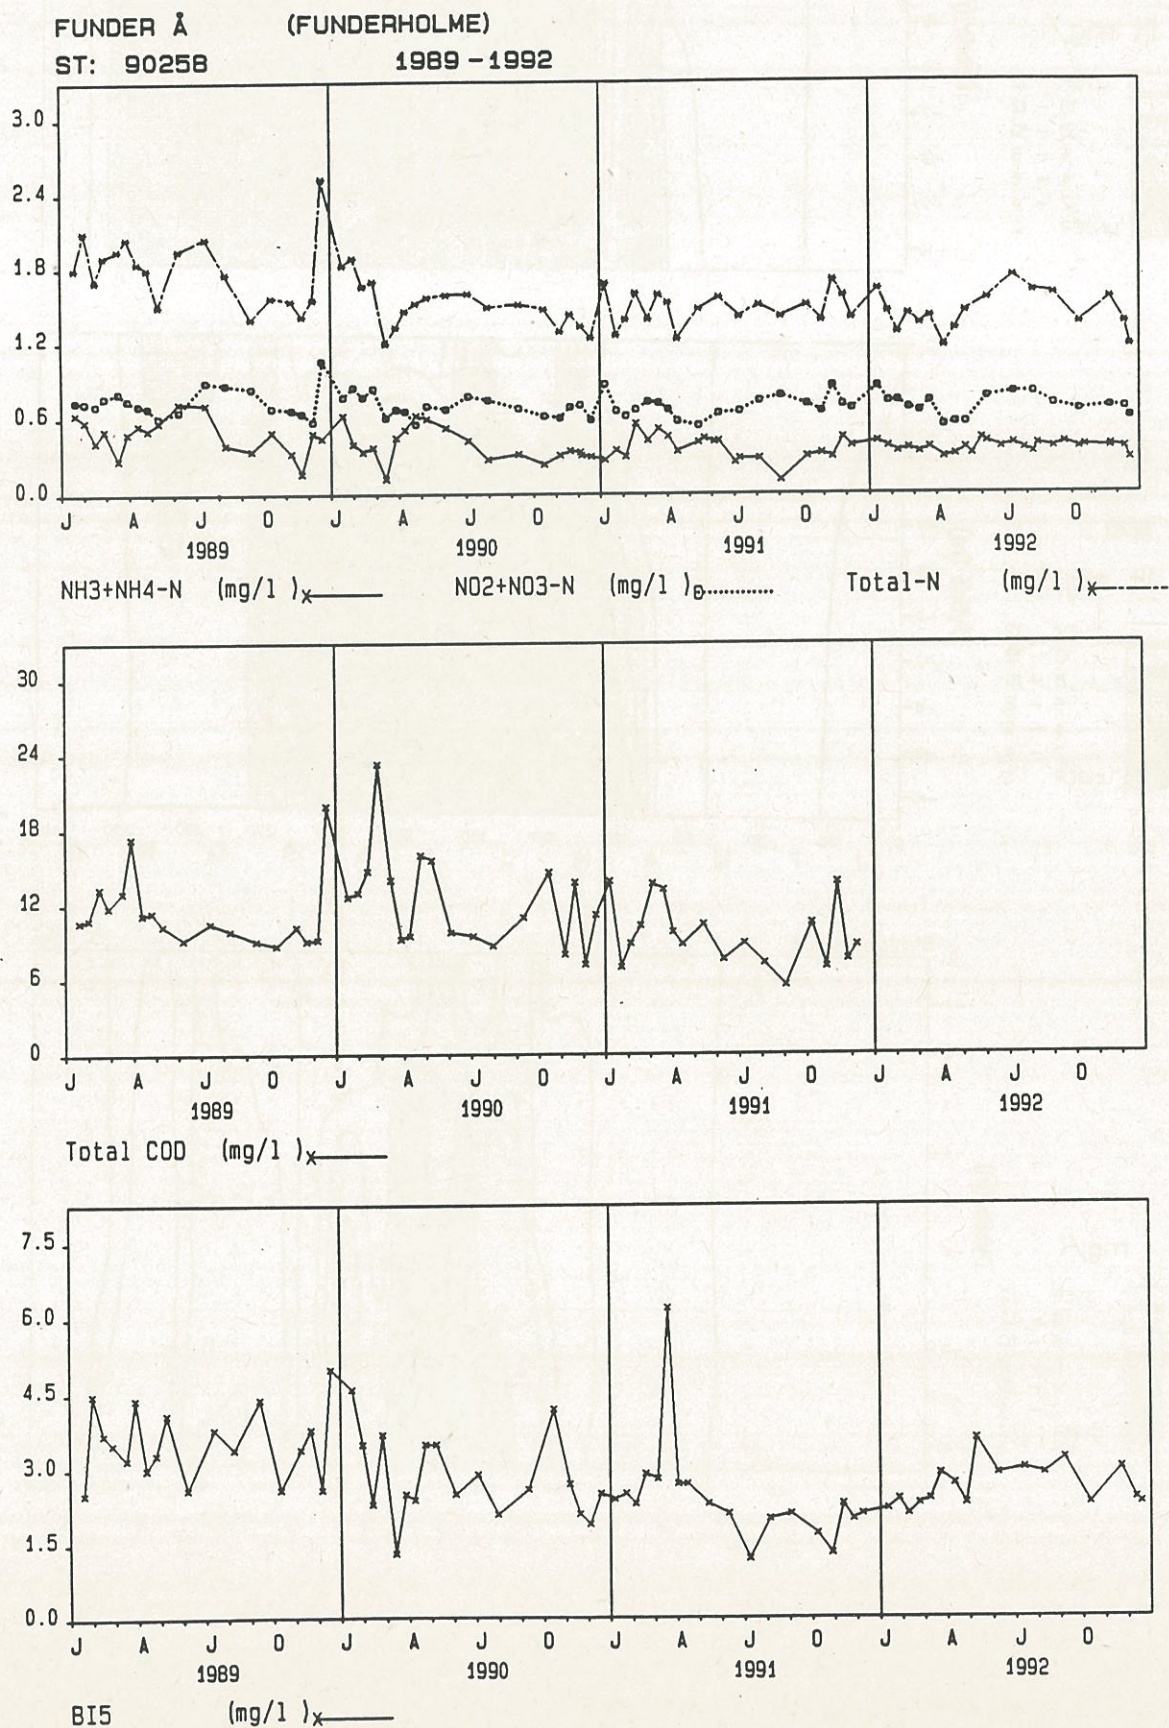 FUNDER Å (FUNDERHOLME)
ST: 90258 1989-1992
3.0
2.4
1.8
1.2
0.6
0.0
J A J O J A J O J A J O J A J O
1989 1990 1991 1992
NH3+NH4-N (mg/l) NO2+NO3-N (mg/l) Total-N (mg/l)
30
24
18
12
6
0
J A J O J A J O J A J O J A J O
1989 1990 1991 1992
Total COD (mg/l)
7.5
6.0
4.5
3.0
1.5
0.0
J A J O J A J O J A J O J A J O
1989 1990 1991 1992
BI5 (mg/l)